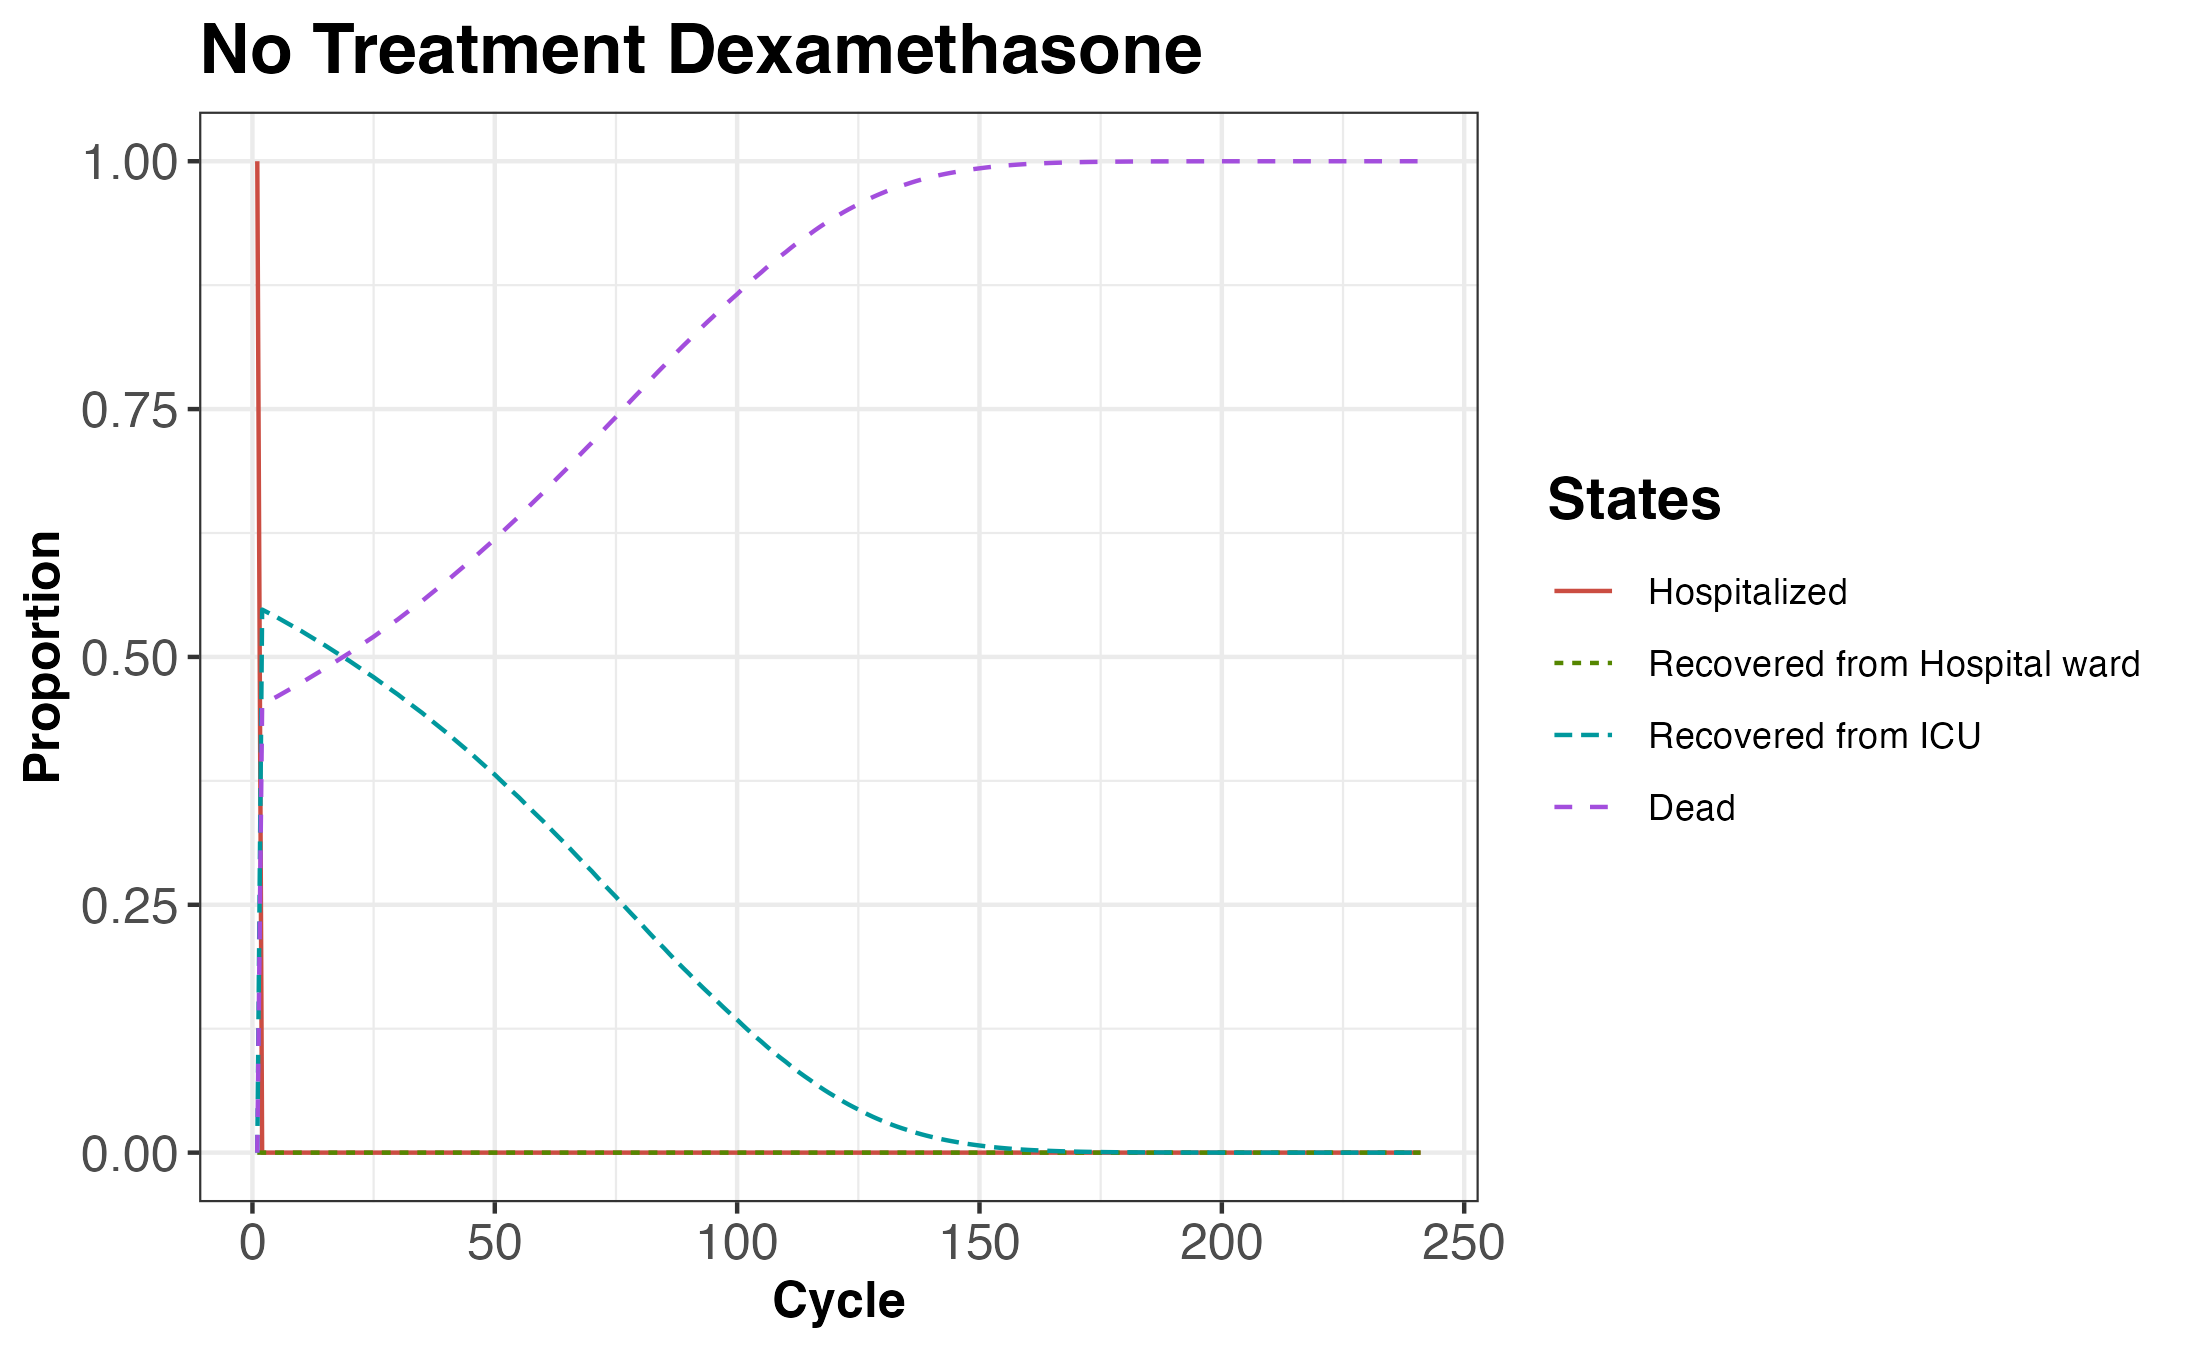 No Treatment Dexamethasone
1.00
0.75
0.50
0.25
0.00
Proportion
0 50 100 150 200 250
Cycle
States
Hospitalized
Recovered from Hospital ward
Recovered from ICU
Dead